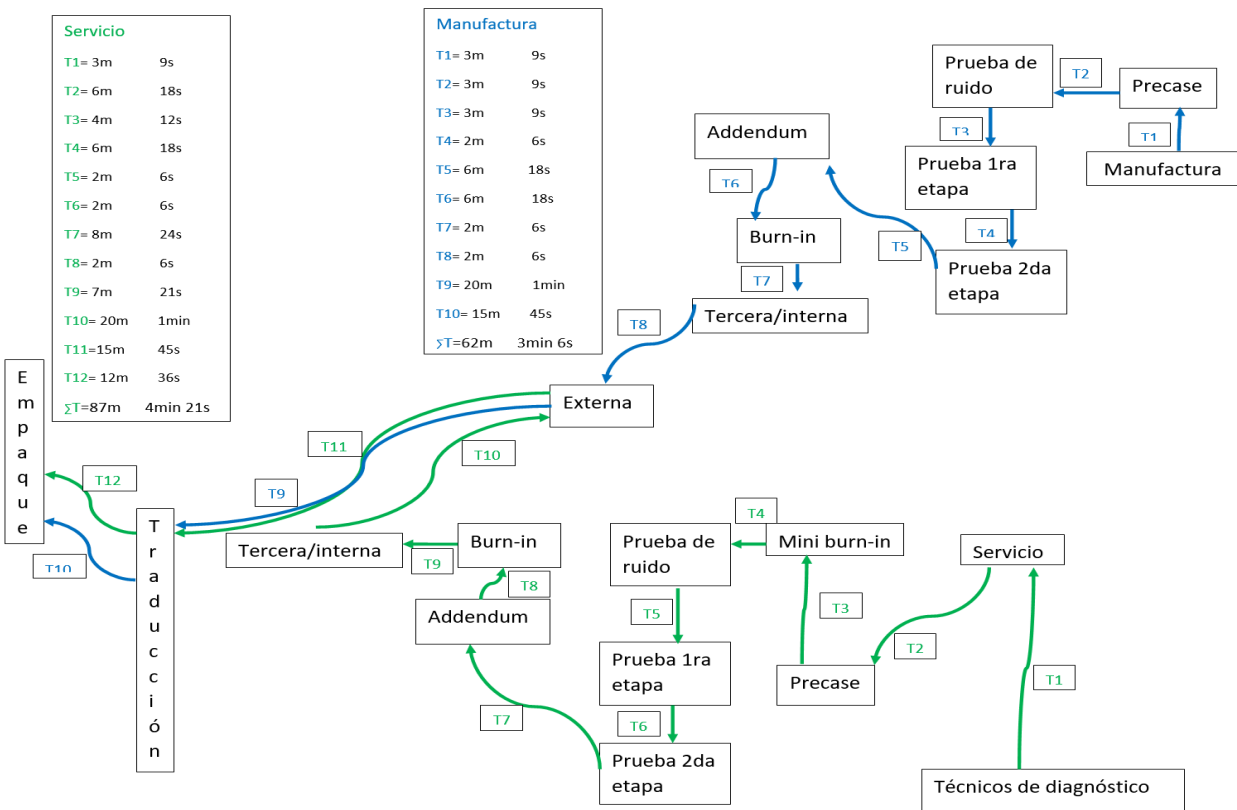 Servicio
T1= 3m 9s
T2= 6m 18s
T3= 4m 12s
T4= 6m 18s
T5= 2m 6s
T6= 2m 6s
T7= 8m 24s
T8= 2m 6s
T9= 7m 21s
T10= 20m 1min
T11=15m 45s
T12= 12m 36s
∑T=87m 4min 21s
Manufactura
T1= 3m 9s
T2= 3m 9s
T3= 3m 9s
T4= 2m 6s
T5= 6m 18s
T6= 6m 18s
T7= 2m 6s
T8= 2m 6s
T9= 20m 1min
T10= 15m 45s
∑T=62m 3min 6s
Prueba de
ruido
T2
Precase
T1
Manufactura
T3
Prueba 1ra
etapa
T4
Prueba 2da
etapa
T5
Addendum
T6
Burn-in
T7
Tercera/interna
T8
Externa
T11
T10
T9
Empaque
T12
T10
Traducción
Tercera/interna
T9
Burn-in
T8
Addendum
T7
Prueba de
ruido
T5
Prueba 1ra
etapa
T6
Prueba 2da
etapa
T4
Mini burn-in
T3
Precase
T2
Servicio
T1
Técnicos de diagnóstico